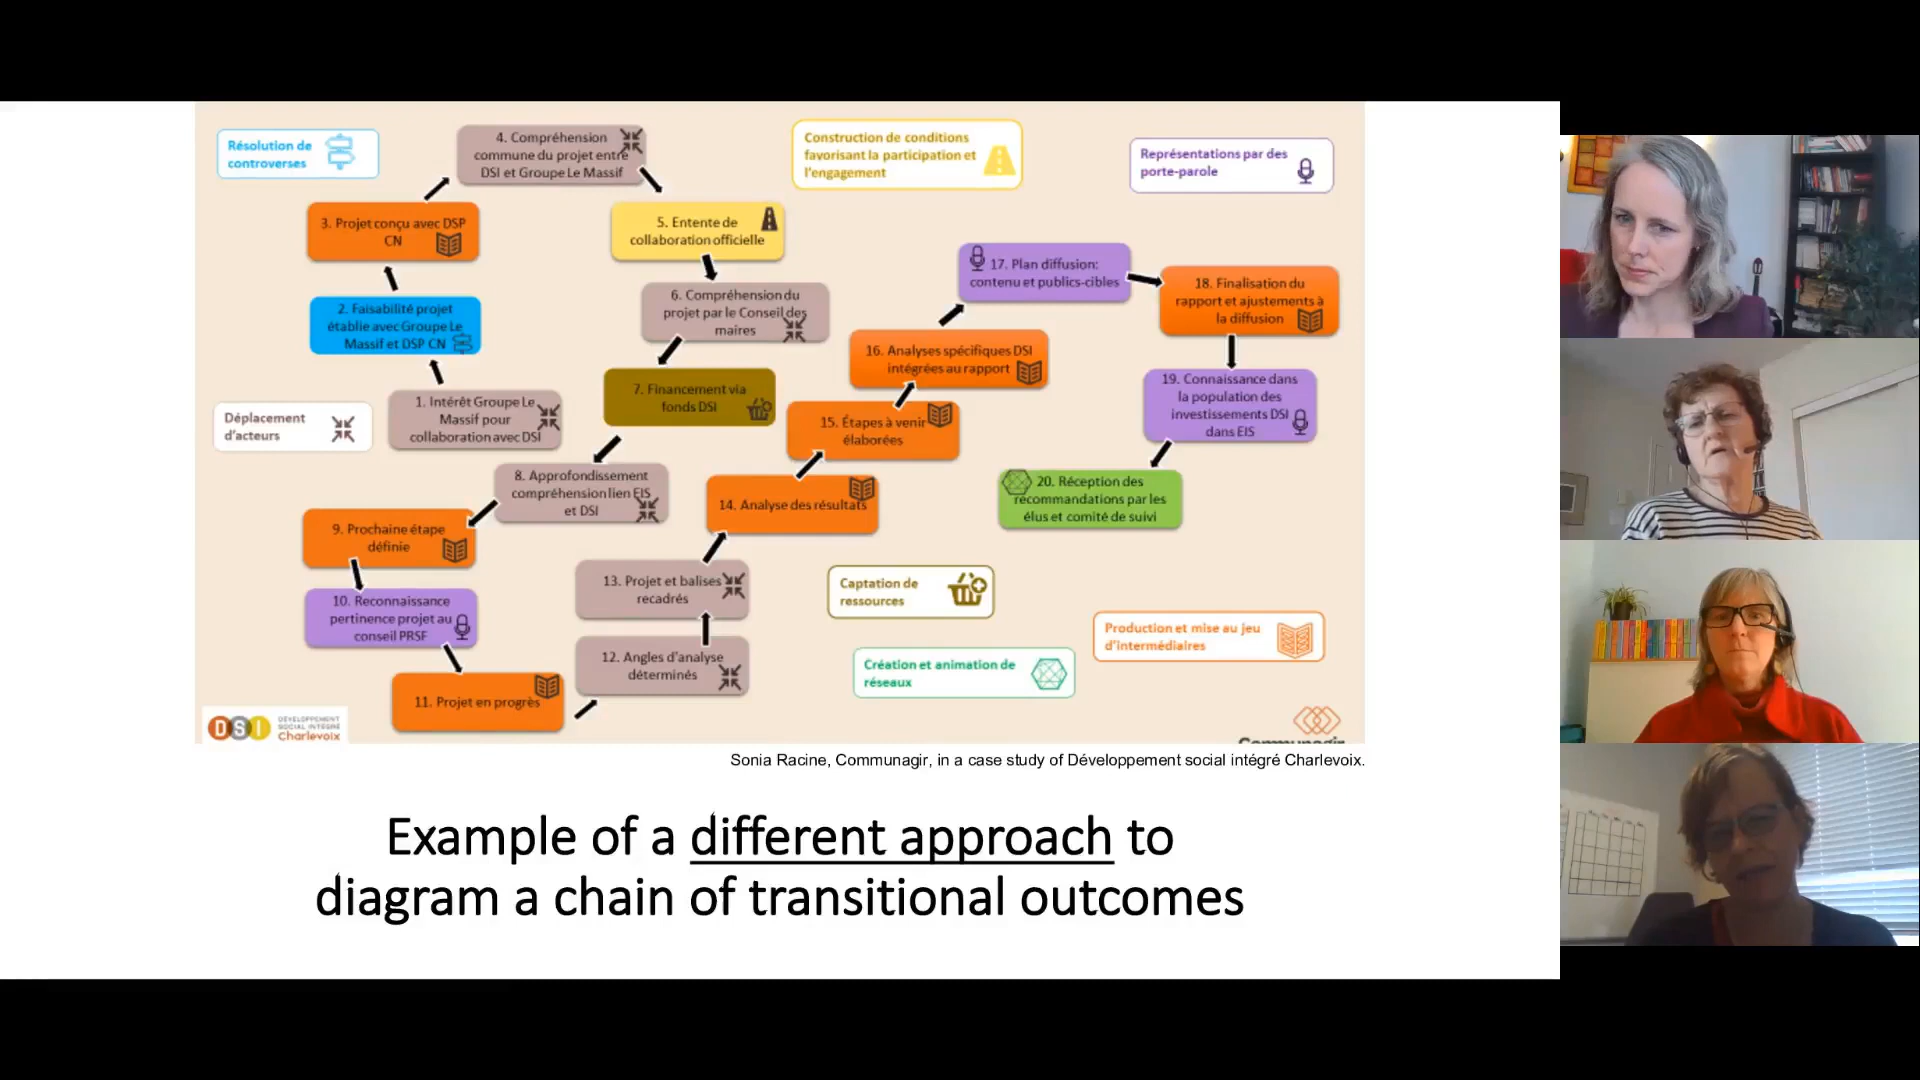 Résolution de
controverses
4. Compréhension
commune du projet entre
DSI et Groupe Le Massif
Construction de conditions
favorisant la participation et
l'engagement
Représentations par des
porte-parole
3. Projet conçu avec DSP
CN
5. Entente de
collaboration officielle
17. Plan diffusion:
contenu et publics-cibles
18. Finalisation du
rapport et ajustements à
la diffusion
2. Faisabilité projet
établie avec Groupe Le
Massif et DSP CN
6. Compréhension du
projet par le Conseil des
maires
16. Analyses spécifiques DSI
intégrées au rapport
7. Financement via
fonds DSI
19. Connaissance dans
la population des
investissements DSI
dans EIS
Déplacement
d'acteurs
1. Intérêt Groupe Le
Massif pour
collaboration avec DSI
15. Étapes à venir
élaborées
8. Approfondissement
compréhension lien EIS
et DSI
14. Analyse des résultats
20. Réception des
recommandations par les
élus et comité de suivi
9. Prochaine étape
définie
13. Projet et balises
recadrés
Captation de
ressources
10. Reconnaissance
pertinence projet au
conseil PRSF
12. Angles d'analyse
déterminés
Production et mise au jeu
d'intermédiaires
Création et animation de
réseaux
11. Projet en progrès
DSI
DÉVELOPPEMENT
SOCIAL INTÉGRÉ
Charlevoix
Communagir
Sonia Racine, Communagir, in a case study of Développement social intégré Charlevoix.
Example of a different approach to
diagram a chain of transitional outcomes